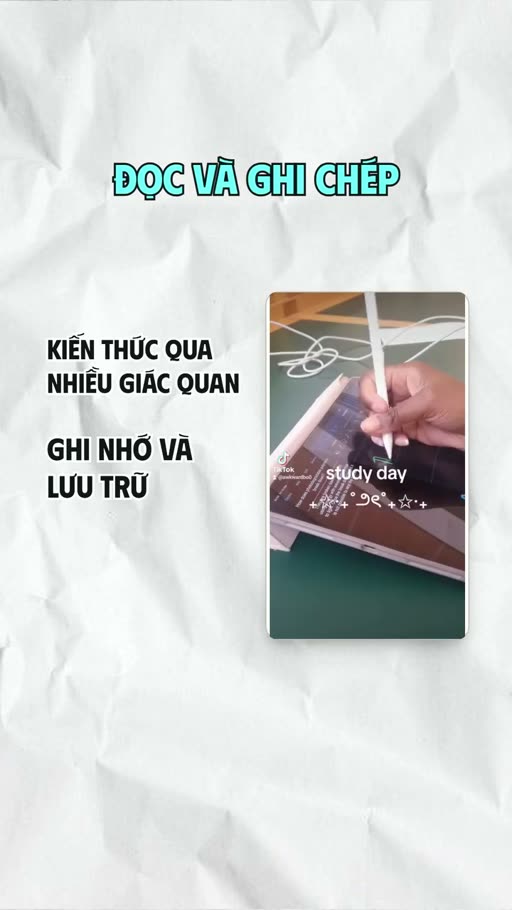 ĐỌC VÀ GHI CHÉP
KIẾN THỨC QUA
NHIỀU GIÁC QUAN
GHI NHỚ VÀ
LƯU TRỮ
TikTok
study day